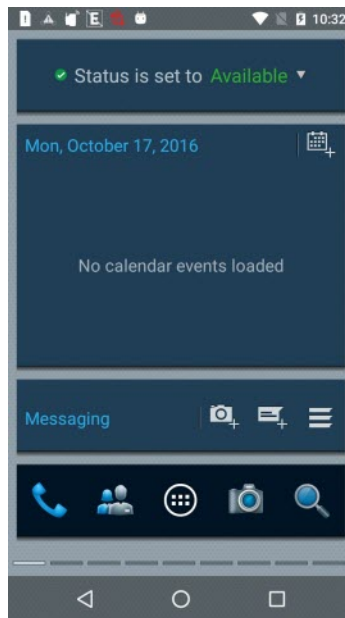 E
10:32
Status is set to Available
Mon, October 17, 2016
No calendar events loaded
Messaging